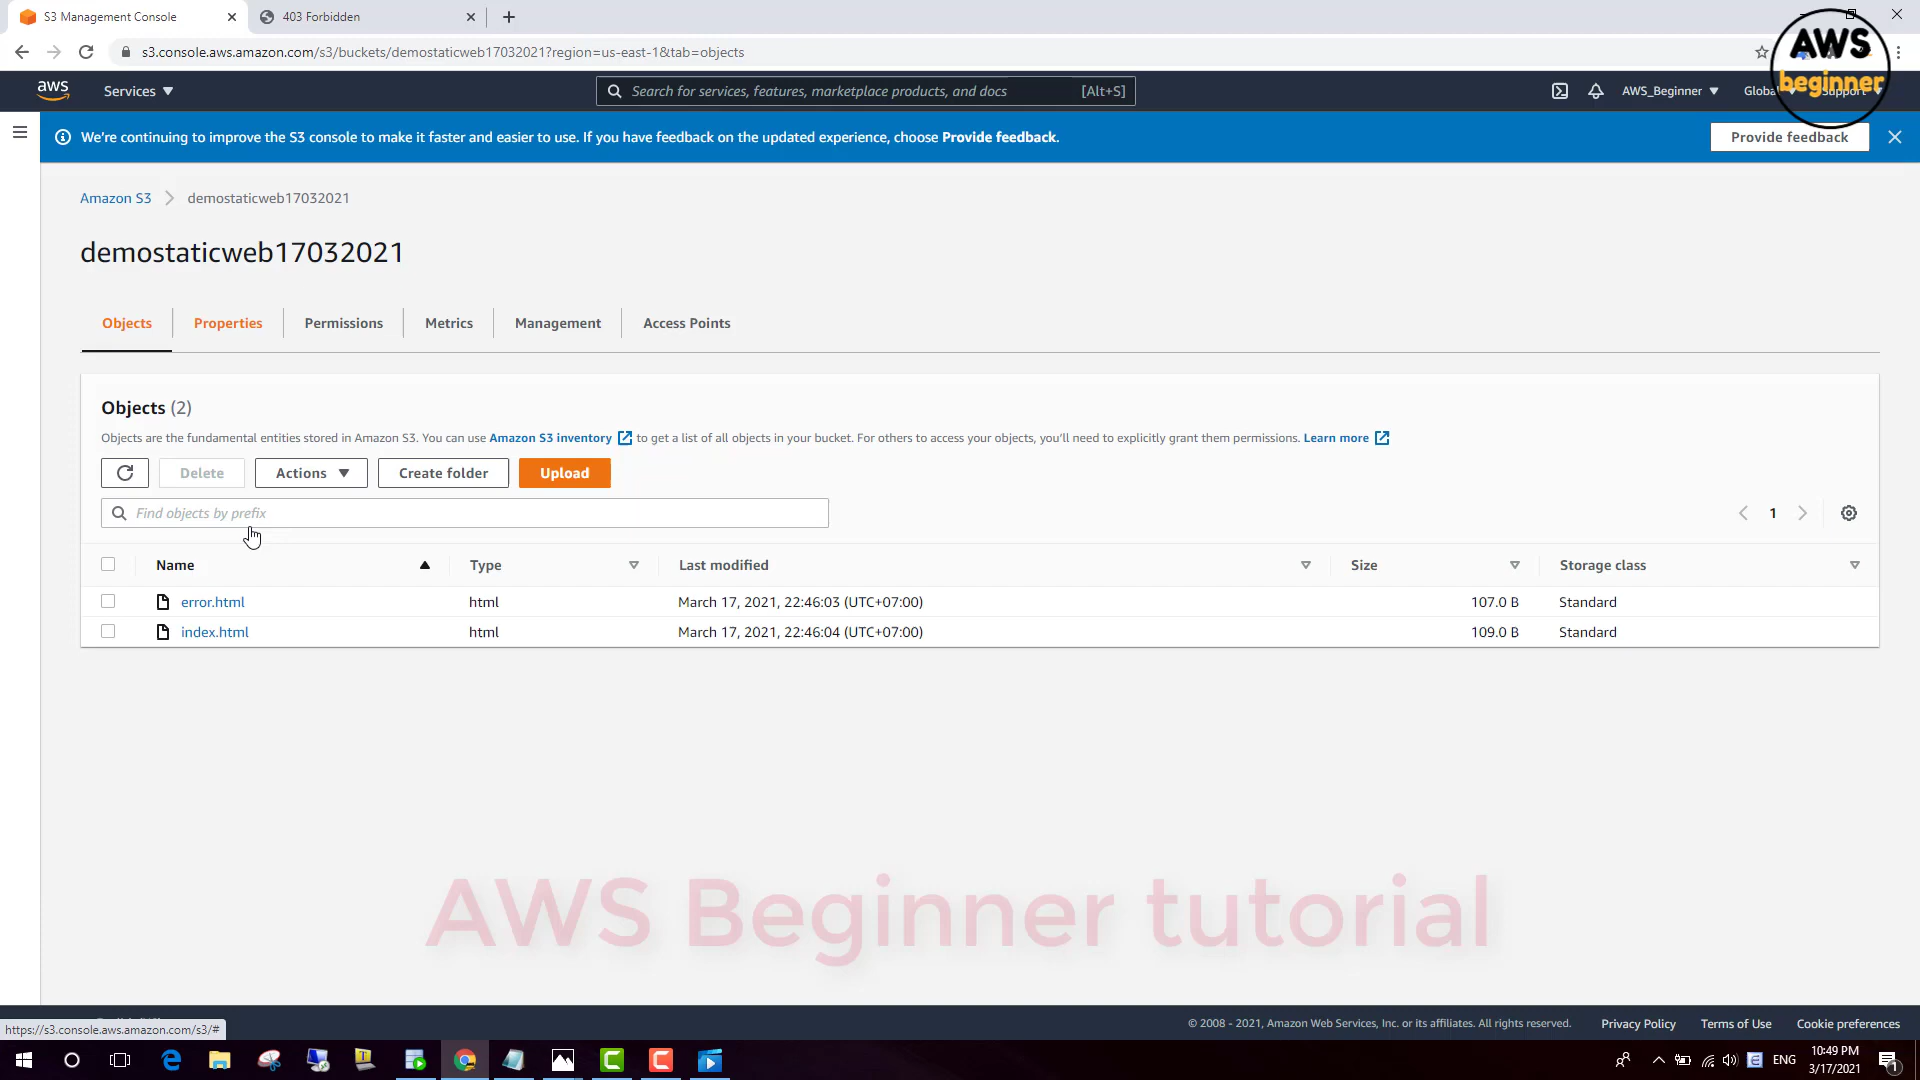 S3 Management Console
403 Forbidden
s3.console.aws.amazon.com/s3/buckets/demostaticweb17032021?region=us-east-1&tab=objects
AWS
beginner
aws
Services
Search for services, features, marketplace products, and docs
[Alt+S]
AWS_Beginner
Global
Support
We're continuing to improve the S3 console to make it faster and easier to use. If you have feedback on the updated experience, choose Provide feedback.
Provide feedback
Amazon S3
demostaticweb17032021
demostaticweb17032021
Objects
Properties
Permissions
Metrics
Management
Access Points
Objects (2)
Objects are the fundamental entities stored in Amazon S3. You can use Amazon S3 inventory to get a list of all objects in your bucket. For others to access your objects, you'll need to explicitly grant them permissions. Learn more
Delete
Actions
Create folder
Upload
Find objects by prefix
1
Name
Type
Last modified
Size
Storage class
error.html
html
March 17, 2021, 22:46:03 (UTC+07:00)
107.0 B
Standard
index.html
html
March 17, 2021, 22:46:04 (UTC+07:00)
109.0 B
Standard
AWS Beginner tutorial
https://s3.console.aws.amazon.com/s3/#
© 2008 - 2021, Amazon Web Services, Inc. or its affiliates. All rights reserved.
Privacy Policy
Terms of Use
Cookie preferences
ENG
10:49 PM
3/17/2021
1